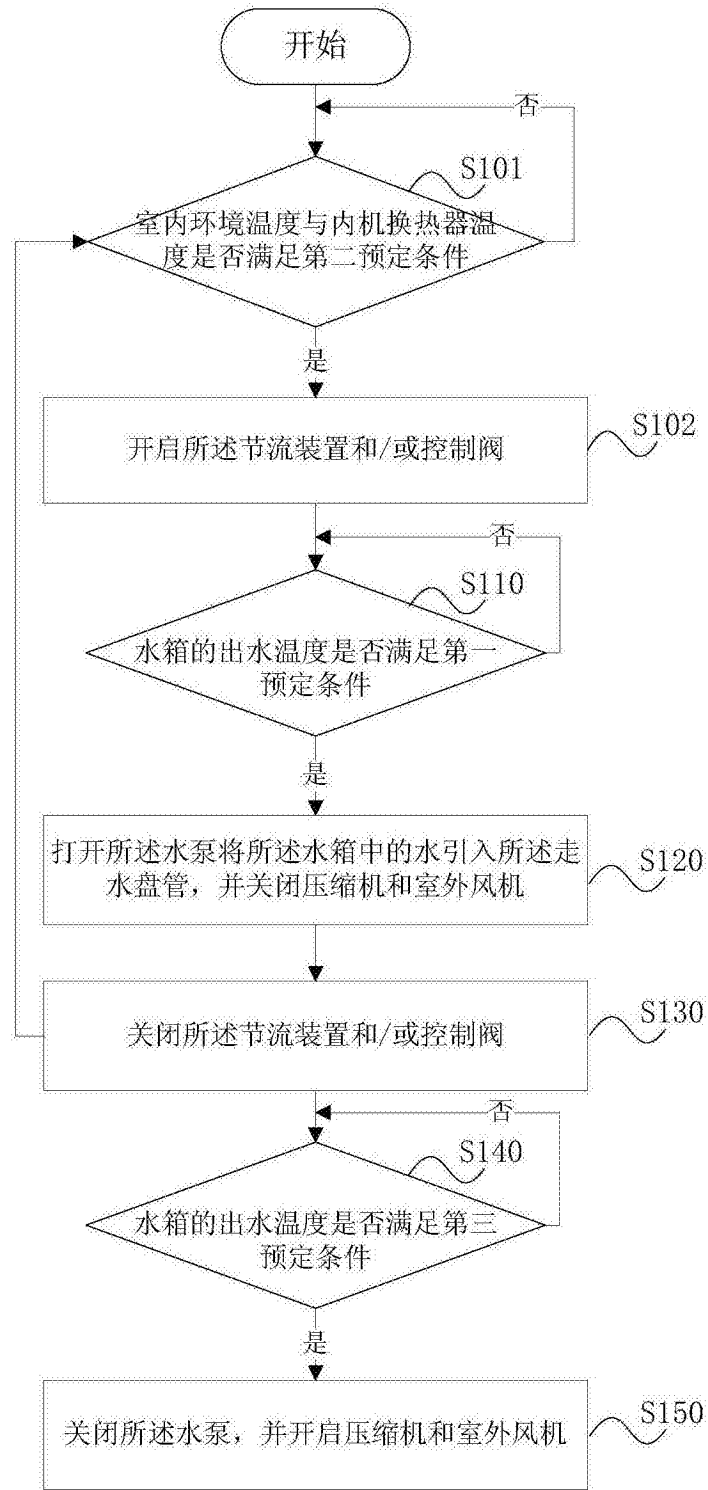 开始
否
S101
室内环境温度与内机换热器温
度是否满足第二预定条件
是
S102
开启所述节流装置和/或控制阀
否
S110
水箱的出水温度是否满足第一
预定条件
是
打开所述水泵将所述水箱中的水引入所述走
水盘管，并关闭压缩机和室外风机
S120
S130
关闭所述节流装置和/或控制阀
否
S140
水箱的出水温度是否满足第三
预定条件
是
S150
关闭所述水泵，并开启压缩机和室外风机